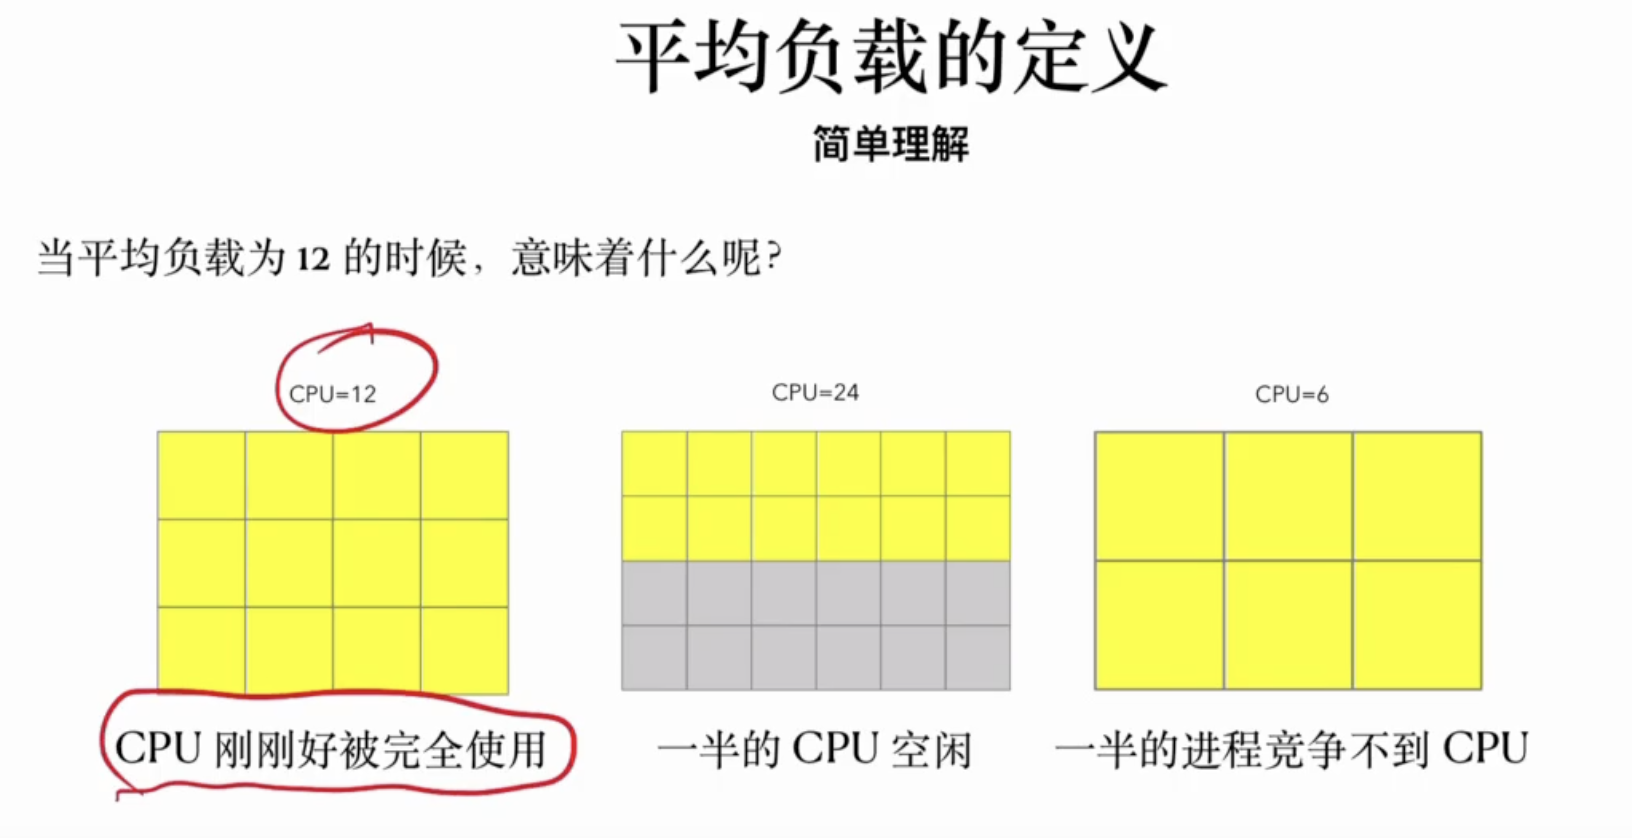 平均负载的定义
简单理解
当平均负载为 12 的时候，意味着什么呢？
CPU=12
CPU=24
CPU=6
CPU 刚刚好被完全使用
一半的 CPU 空闲
一半的进程竞争不到 CPU